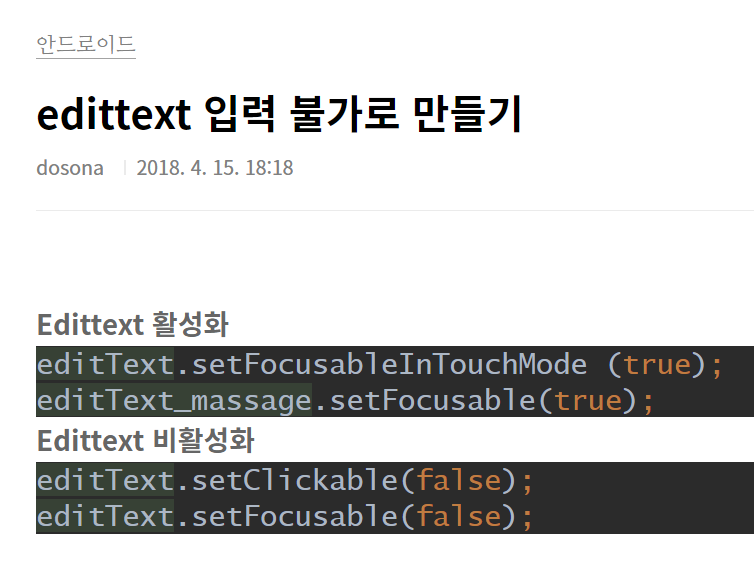 안드로이드
edittext 입력 불가로 만들기
dosona | 2018. 4. 15. 18:18
Edittext 활성화
editText.setFocusableInTouchMode (true);
editText_massage.setFocusable(true);
Edittext 비활성화
editText.setClickable(false);
editText.setFocusable(false);